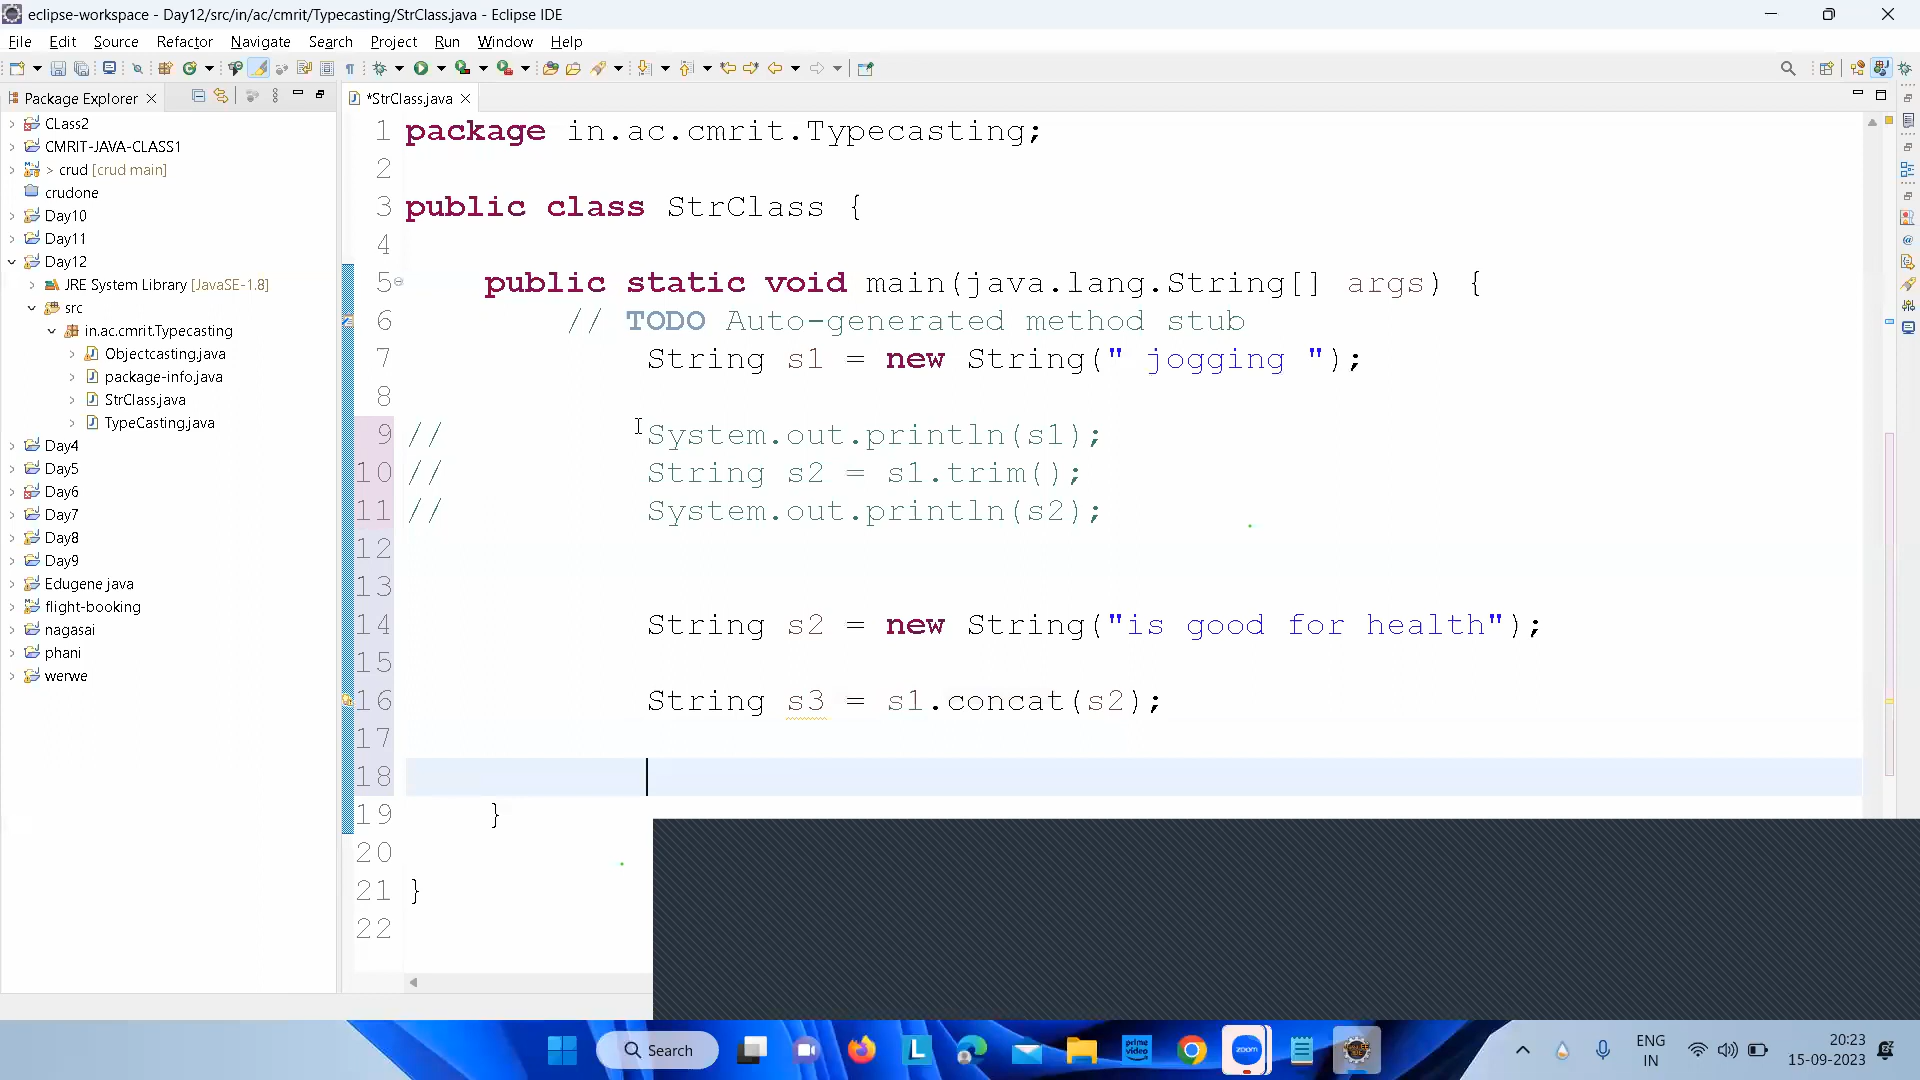 eclipse-workspace - Day12/src/in/ac/cmrit/Typecasting/StrClass.java - Eclipse IDE
File Edit Source Refactor Navigate Search Project Run Window Help
Package Explorer
*StrClass.java
CLass2
CMRIT-JAVA-CLASS1
> crud [crud main]
crudone
Day10
Day11
Day12
JRE System Library [JavaSE-1.8]
src
in.ac.cmrit.Typecasting
Objectcasting.java
package-info.java
StrClass.java
TypeCasting.java
Day4
Day5
Day6
Day7
Day8
Day9
Edugene java
flight-booking
nagasai
phani
werwe
1 package in.ac.cmrit.Typecasting;
2
3 public class StrClass {
4
5 public static void main(java.lang.String[] args) {
6 // TODO Auto-generated method stub
7 String s1 = new String(" jogging ");
8
9 // System.out.println(s1);
10 // String s2 = s1.trim();
11 // System.out.println(s2);
12
13
14 String s2 = new String("is good for health");
15
16 String s3 = s1.concat(s2);
17
18
19 }
20
21 }
22
Search
prime video
zoom
ENG
IN
20:23
15-09-2023